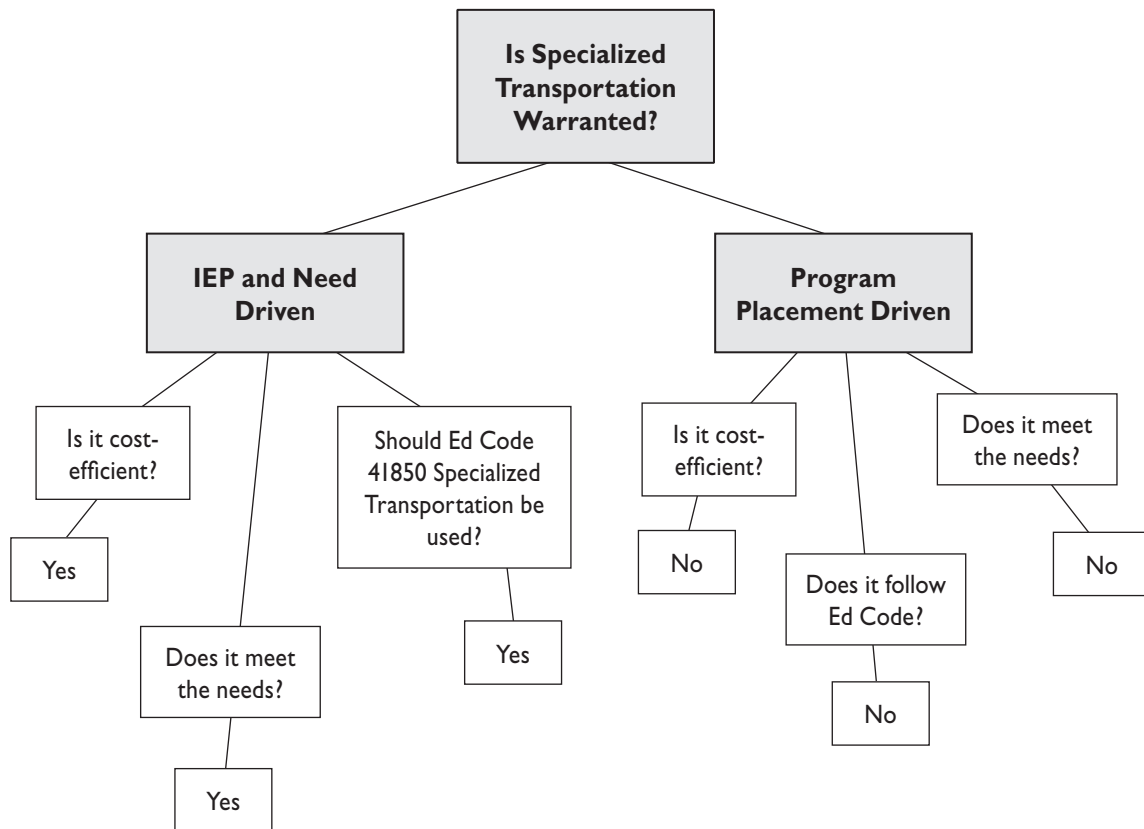 Is Specialized
Transportation
Warranted?
IEP and Need
Driven
Is it cost-
efficient?
Yes
Does it meet
the needs?
Yes
Should Ed Code
41850 Specialized
Transportation be
used?
Yes
Program
Placement Driven
Is it cost-
efficient?
No
Does it follow
Ed Code?
No
Does it meet
the needs?
No